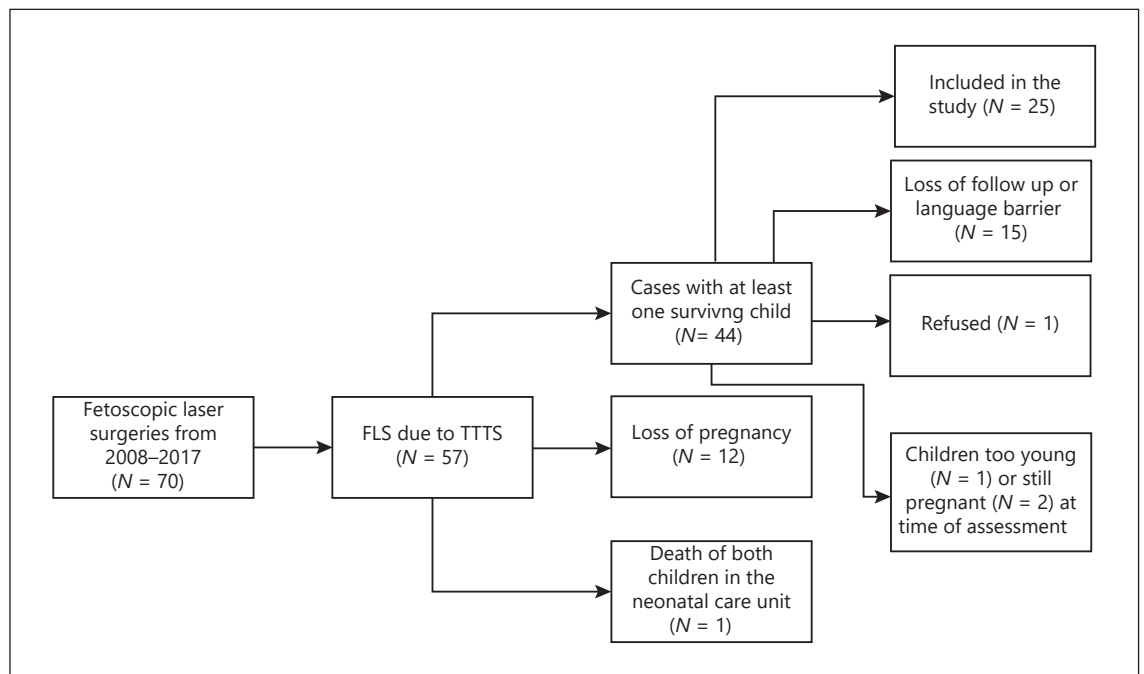 Fetoscopic laser
surgeries from
2008–2017
(N = 70)
FLS due to TTTS
(N = 57)
Cases with at least
one survivng child
(N= 44)
Loss of pregnancy
(N = 12)
Death of both
children in the
neonatal care unit
(N = 1)
Included in the
study (N = 25)
Loss of follow up or
language barrier
(N = 15)
Refused (N = 1)
Children too young
(N = 1) or still
pregnant (N = 2) at
time of assessment